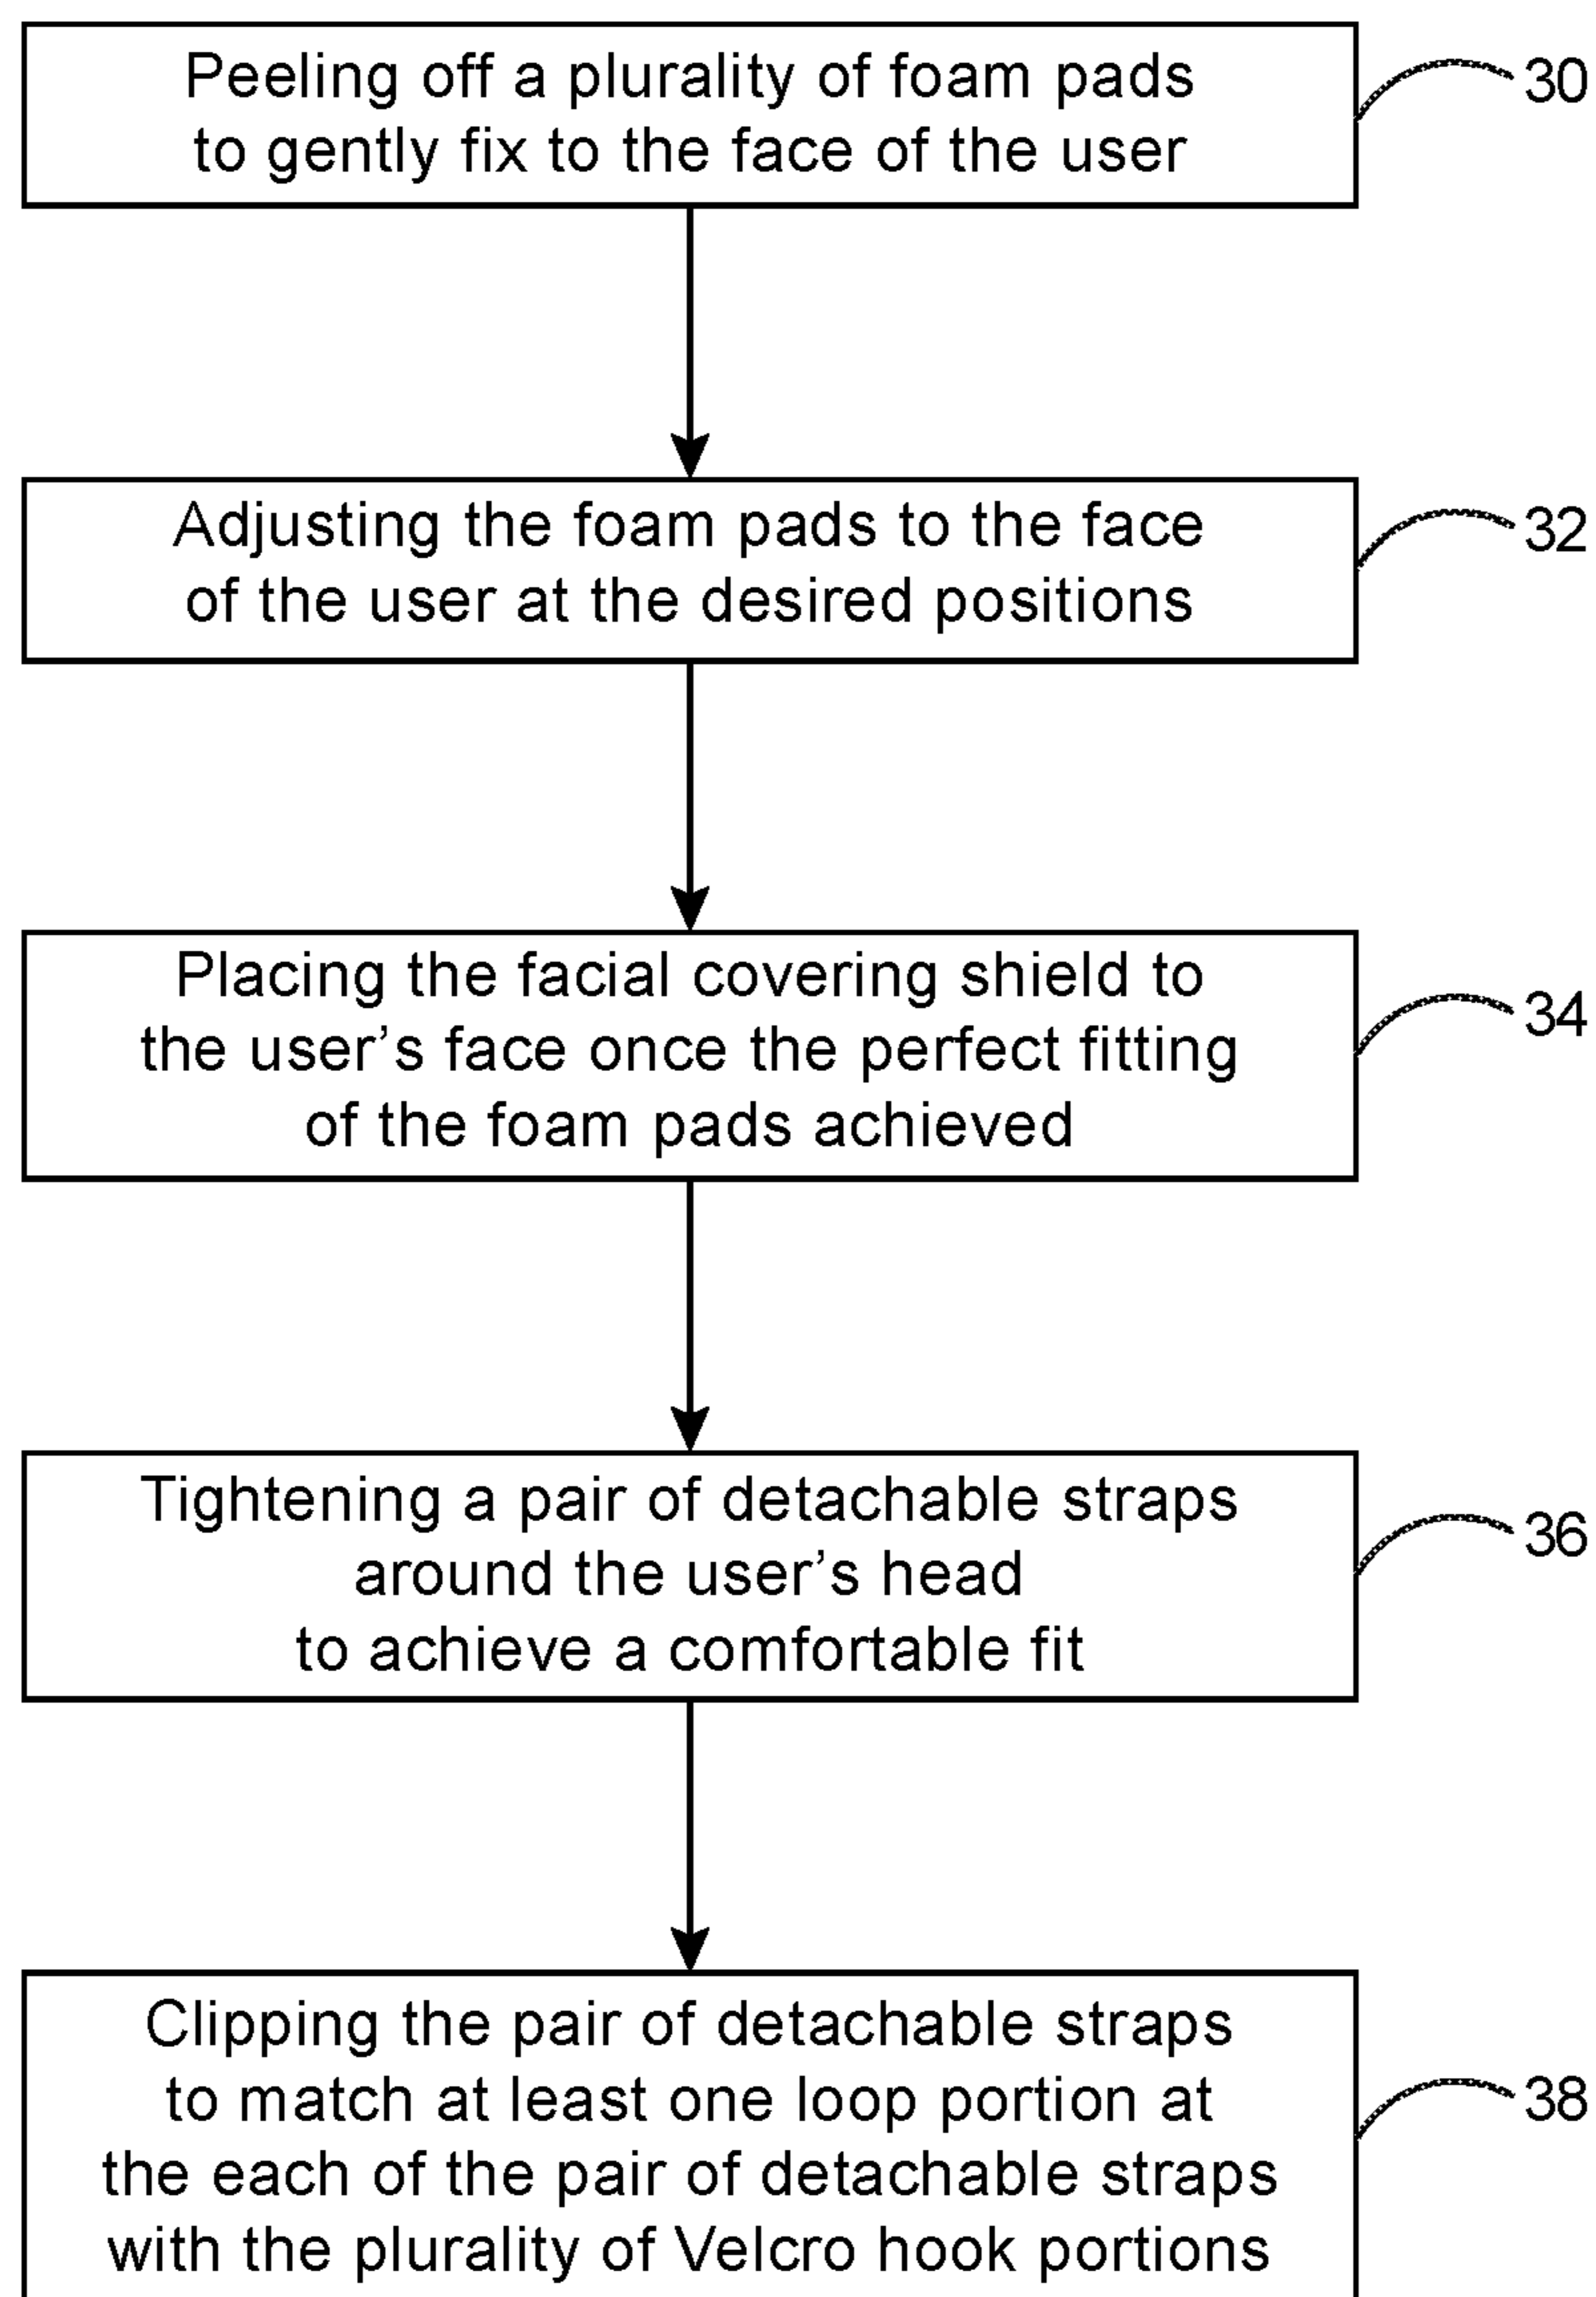 Peeling off a plurality of foam pads
to gently fix to the face of the user
30
Adjusting the foam pads to the face
of the user at the desired positions
32
Placing the facial covering shield to
the user’s face once the perfect fitting
of the foam pads achieved
34
Tightening a pair of detachable straps
around the user’s head
to achieve a comfortable fit
36
Clipping the pair of detachable straps
to match at least one loop portion at
the each of the pair of detachable straps
with the plurality of Velcro hook portions
38